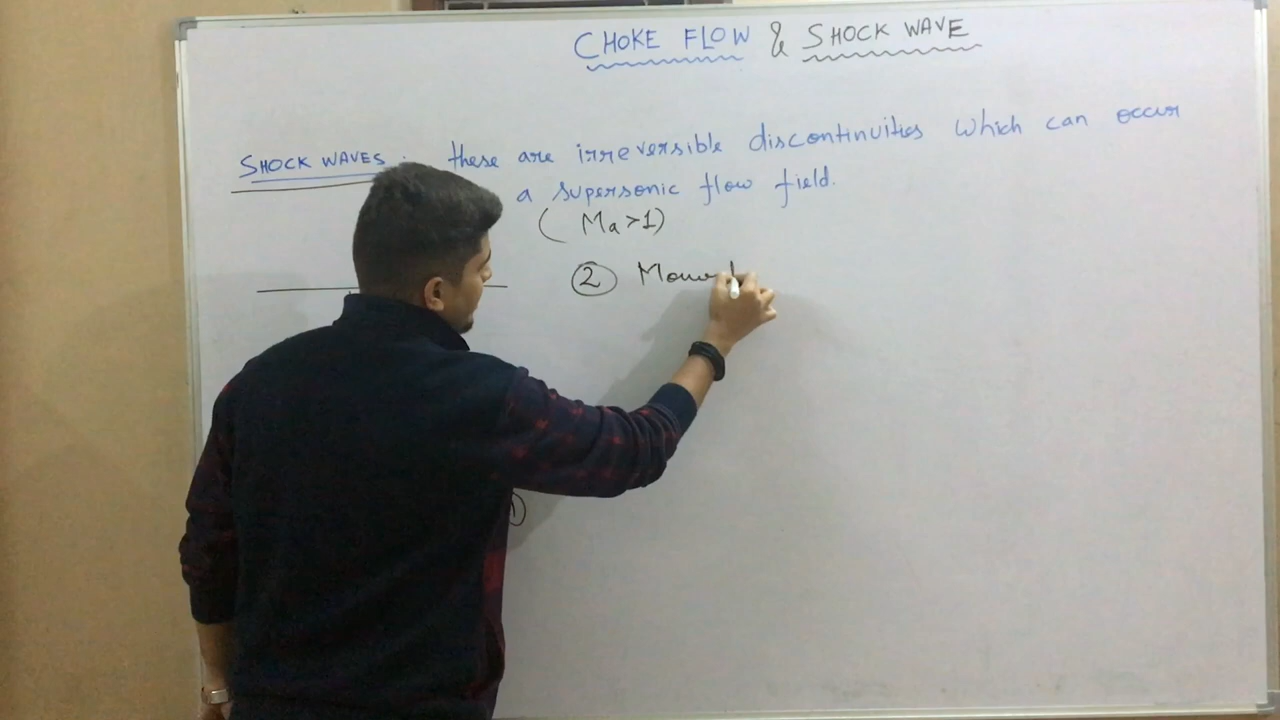 CHOKE FLOW & SHOCK WAVE
SHOCK WAVES : these are irreversible discontinuities which can occur
a supersonic flow field.
( Ma>1)
②